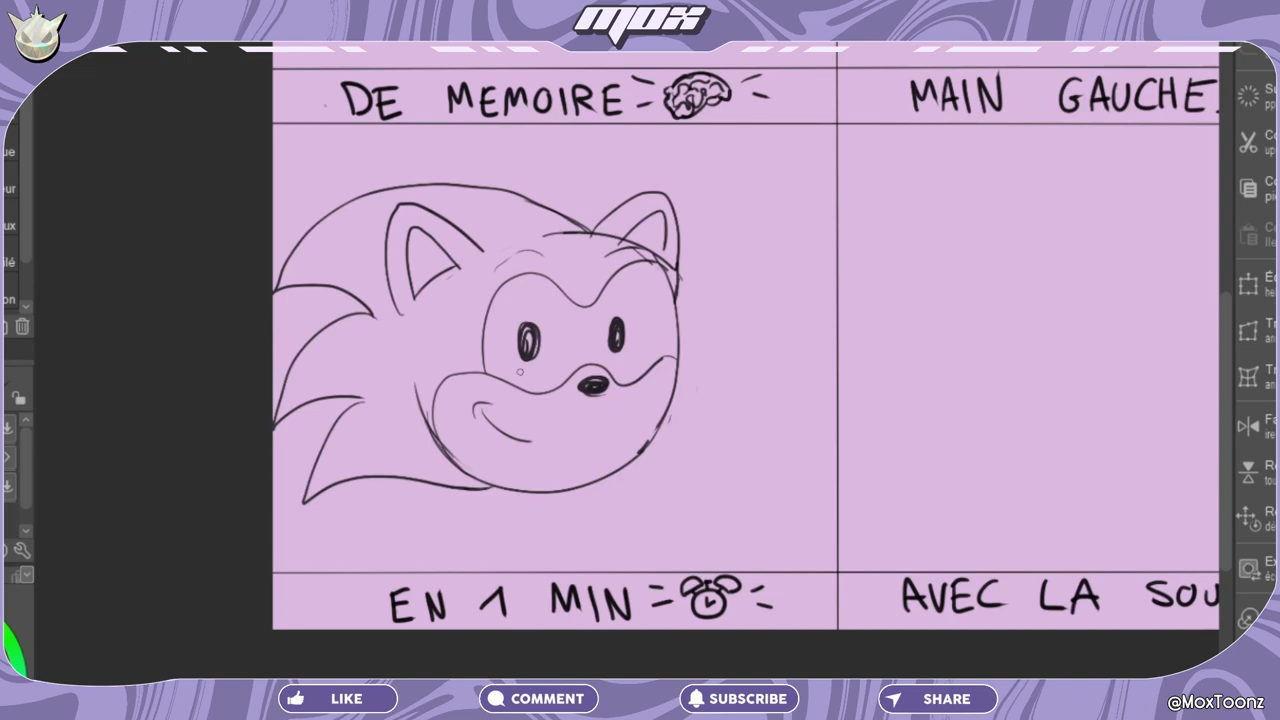 MOX
DE MEMOIRE
MAIN GAUCHE
EN 1 MIN
AVEC LA SOU
LIKE
COMMENT
SUBSCRIBE
SHARE
@MoxToonz